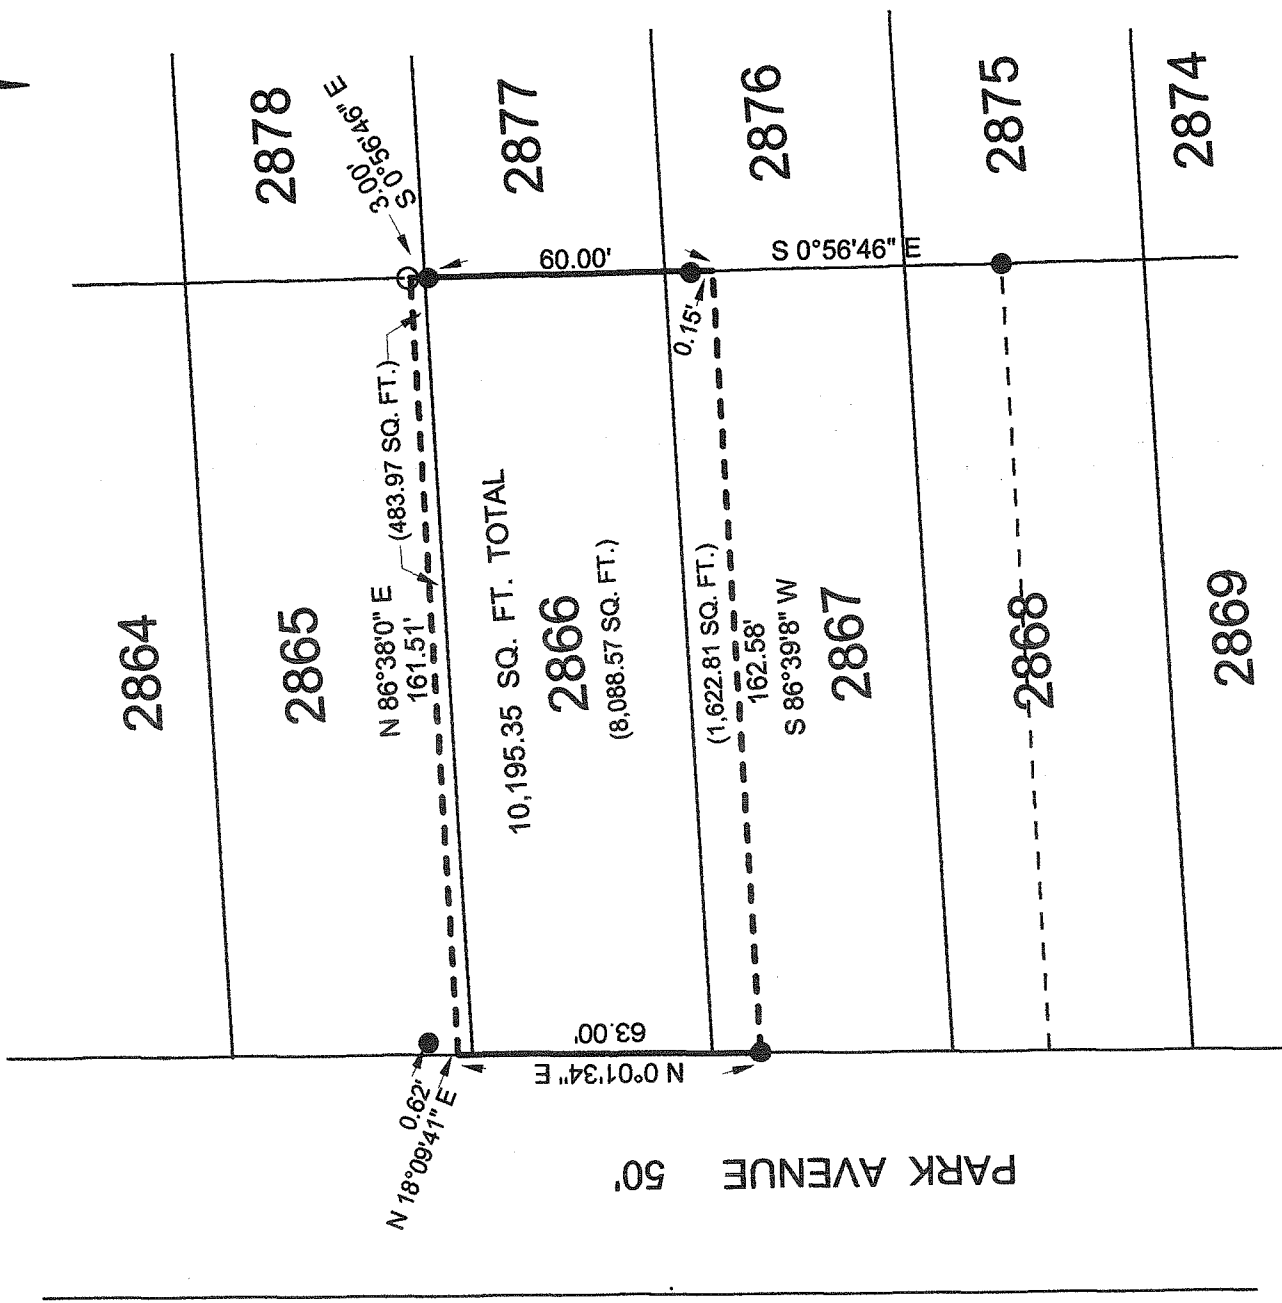 2878
2877
2876
2875
2874
3.00'
S 0°56'46" E
60.00'
S 0°56'46" E
0.15'
(483.97 SQ. FT.)
N 86°38'0" E
161.51'
10,195.35 SQ. FT. TOTAL
2864
2865
2866
(8,088.57 SQ. FT.)
(1,622.81 SQ. FT.)
162.58'
S 86°39'8" W
2867
2868
2869
63.00'
N 0°01'34" E
0.62'
N 18°09'41" E
PARK AVENUE 50'